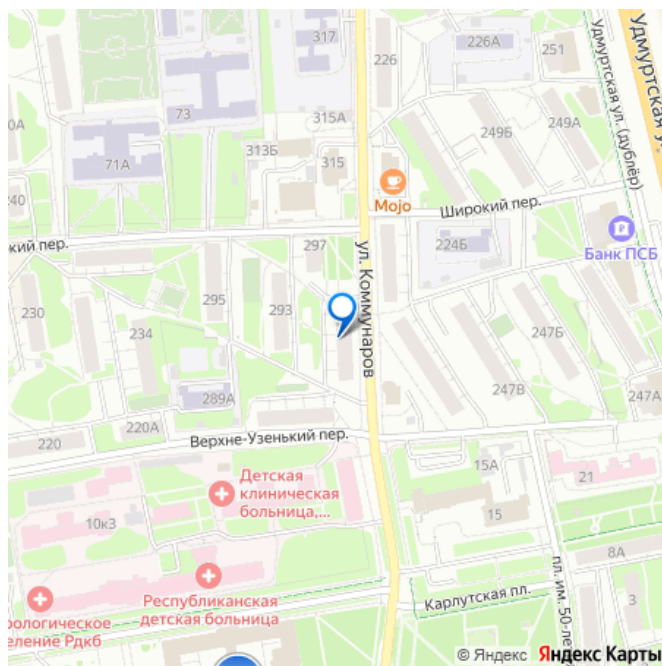 317
226
226А
251
Удмуртская ул. (дублёр)
Удмуртская ул.
73
315А
71А
313Б
315
249Б
249А
Mojo
Широкий пер.
240
кий пер.
297
ул. Коммунаров
224Б
Банк ПСБ
230
295
293
234
247Б
289А
247В
247А
220А
220
Верхне-Узенький пер.
15А
21
Детская
клиническая
больница,...
10к3
15
8А
Республиканская
детская больница
Карлутская пл.
пл. им. 50-ле
3
рологическое
еление Рдкб
© Яндекс Яндекс Карты